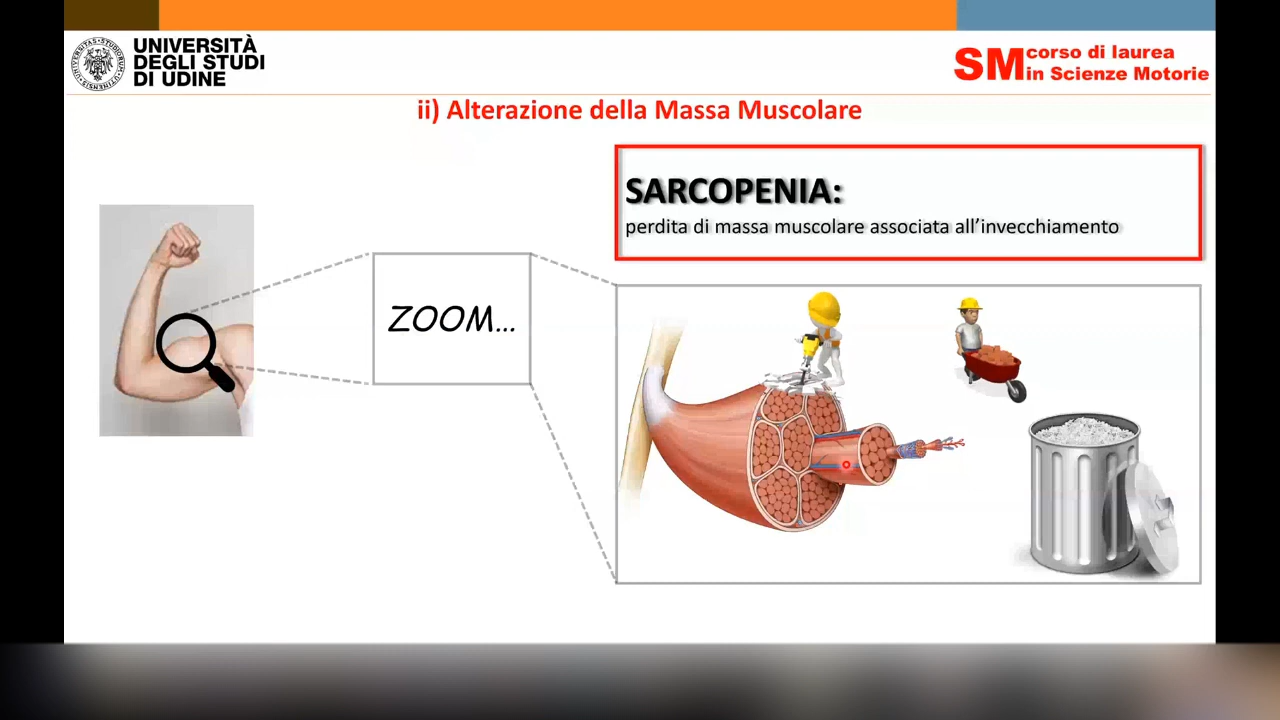 UNIVERSITÀ
DEGLI STUDI
DI UDINE
SM corso di laurea
in Scienze Motorie
ii) Alterazione della Massa Muscolare
SARCOPENIA:
perdita di massa muscolare associata all’invecchiamento
ZOOM...